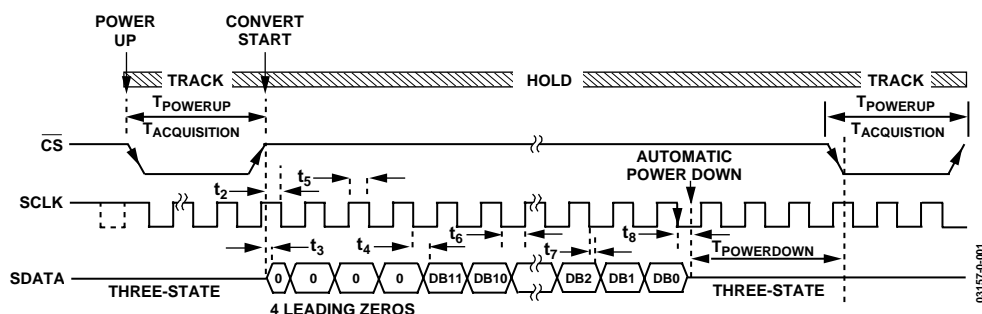 POWER UP
CONVERT START
TRACK
HOLD
TRACK
TPOWERUP
TACQUISITION
TPOWERUP
TACQUISITION
CS
AUTOMATIC POWER DOWN
t2
t5
SCLK
t3
t4
t6
t7
t8
TPOWERDOWN
SDATA
THREE-STATE
0
0
0
0
DB11
DB10
DB2
DB1
DB0
THREE-STATE
4 LEADING ZEROS
03157-0-001